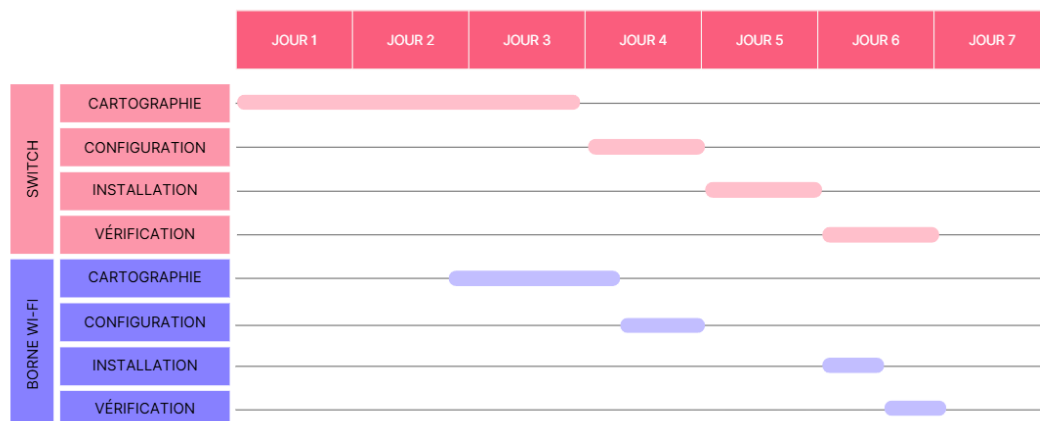 JOUR 1
JOUR 2
JOUR 3
JOUR 4
JOUR 5
JOUR 6
JOUR 7
SWITCH
CARTOGRAPHIE
CONFIGURATION
INSTALLATION
VÉRIFICATION
BORNE WI-FI
CARTOGRAPHIE
CONFIGURATION
INSTALLATION
VÉRIFICATION